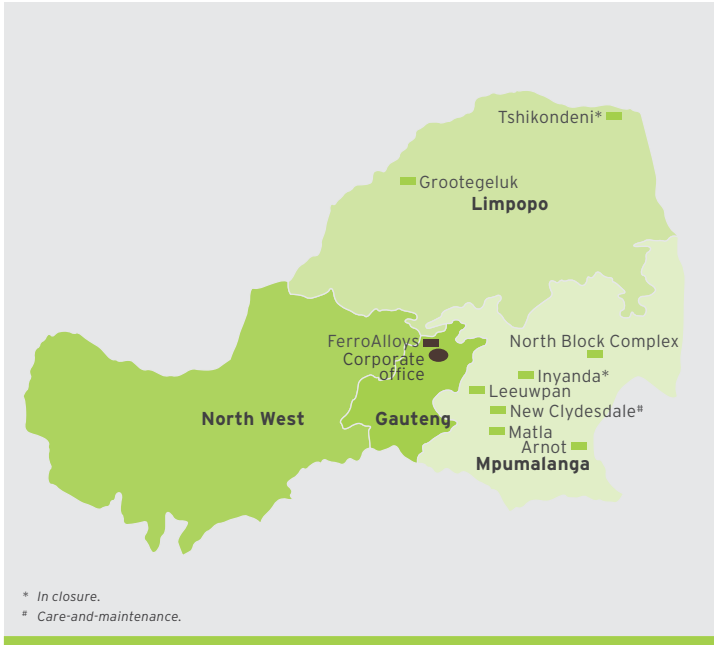 Tshikondeni*
Grootegeluk
Limpopo
FerroAlloys
Corporate
office
North Block Complex
Inyanda*
Leeuwpan
New Clydesdale#
North West
Gauteng
Matla
Arnot
Mpumalanga
* In closure.
# Care-and-maintenance.